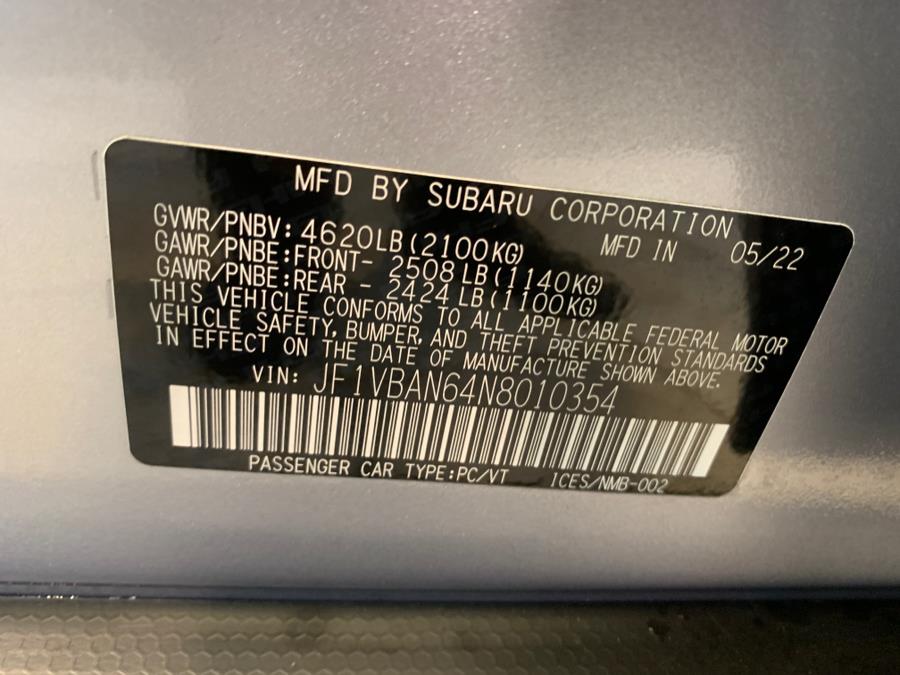 MFD BY SUBARU CORPORATION
GVWR/PNBV: 4620LB(2100KG) MFD IN 05/22
GAWR/PNBE:FRONT- 2508LB(1140KG)
GAWR/PNBE:REAR - 2424LB(1100KG)
THIS VEHICLE CONFORMS TO ALL APPLICABLE FEDERAL MOTOR
VEHICLE SAFETY, BUMPER, AND THEFT PREVENTION STANDARDS
IN EFFECT ON THE DATE OF MANUFACTURE SHOWN ABOVE.
VIN: JF1VBAN64N8010354
PASSENGER CAR TYPE:PC/VT ICES/NMB-002